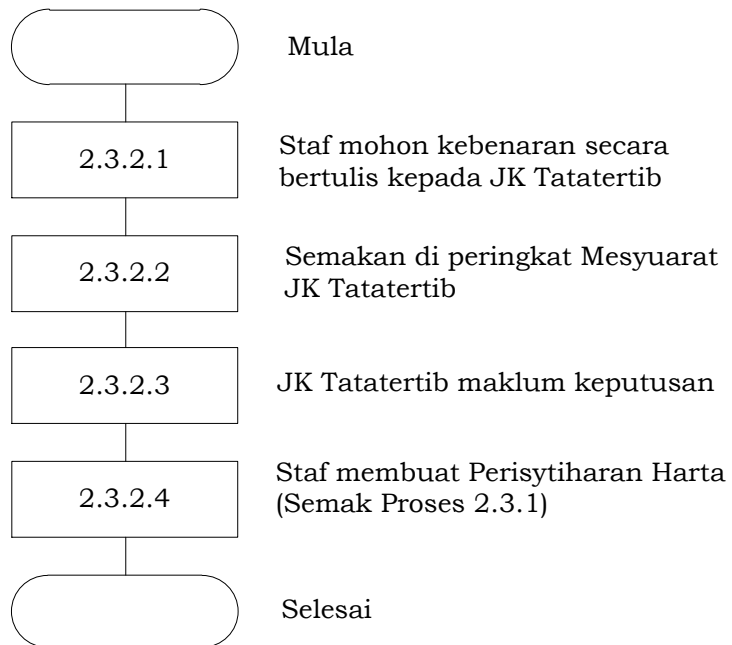 Mula
2.3.2.1
Staf mohon kebenaran secara
bertulis kepada JK Tatatertib
2.3.2.2
Semakan di peringkat Mesyuarat
JK Tatatertib
2.3.2.3
JK Tatatertib maklum keputusan
2.3.2.4
Staf membuat Perisytiharan Harta
(Semak Proses 2.3.1)
Selesai